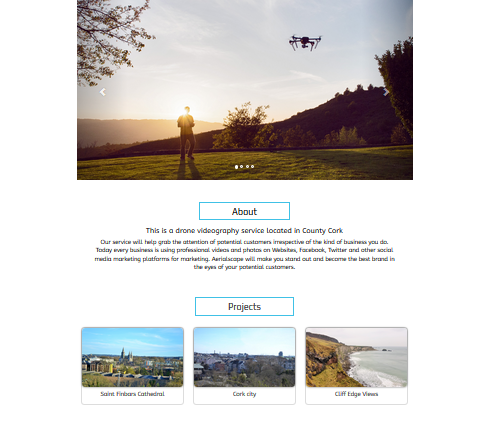 About
This is a drone videography service located in County Cork
Our service will help grab the attention of potential customers irrespective of the kind of business you do.
Today every business is using professional videos and photos on Websites, Facebook, Twitter and other social
media marketing platforms for marketing. Aerialscape will make you stand out and become the best brand in
the eyes of your potential customers.
Projects
Saint Finbars Cathedral
Cork city
Cliff Edge Views